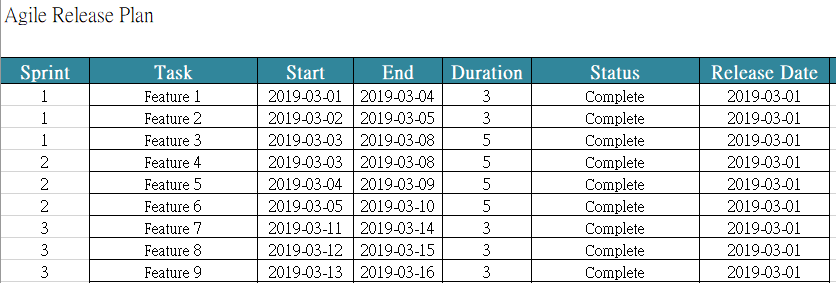 Agile Release Plan
Sprint Task Start End Duration Status Release Date
1 Feature 1 2019-03-01 2019-03-04 3 Complete 2019-03-01
1 Feature 2 2019-03-02 2019-03-05 3 Complete 2019-03-01
1 Feature 3 2019-03-03 2019-03-08 5 Complete 2019-03-01
2 Feature 4 2019-03-03 2019-03-08 5 Complete 2019-03-01
2 Feature 5 2019-03-04 2019-03-09 5 Complete 2019-03-01
2 Feature 6 2019-03-05 2019-03-10 5 Complete 2019-03-01
3 Feature 7 2019-03-11 2019-03-14 3 Complete 2019-03-01
3 Feature 8 2019-03-12 2019-03-15 3 Complete 2019-03-01
3 Feature 9 2019-03-13 2019-03-16 3 Complete 2019-03-01